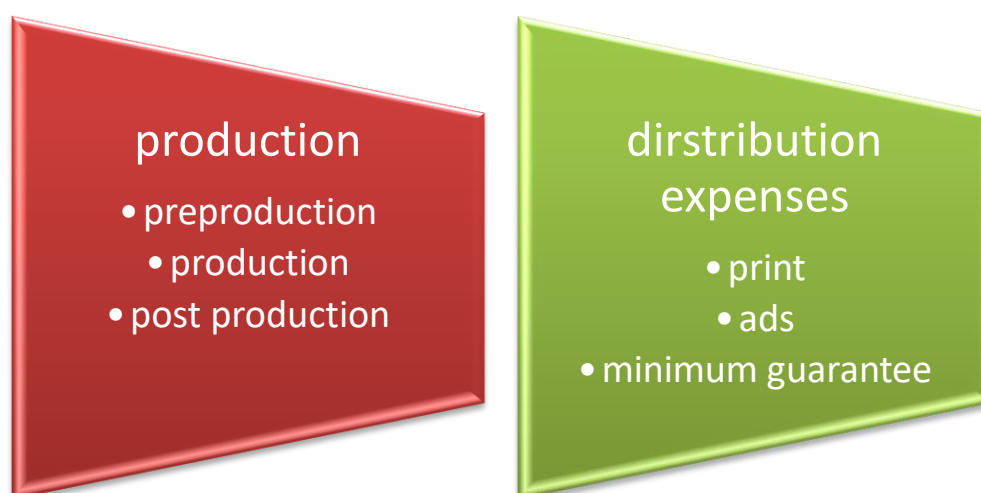 production
• preproduction
• production
• post production
dirstribution
expenses
• print
• ads
• minimum guarantee